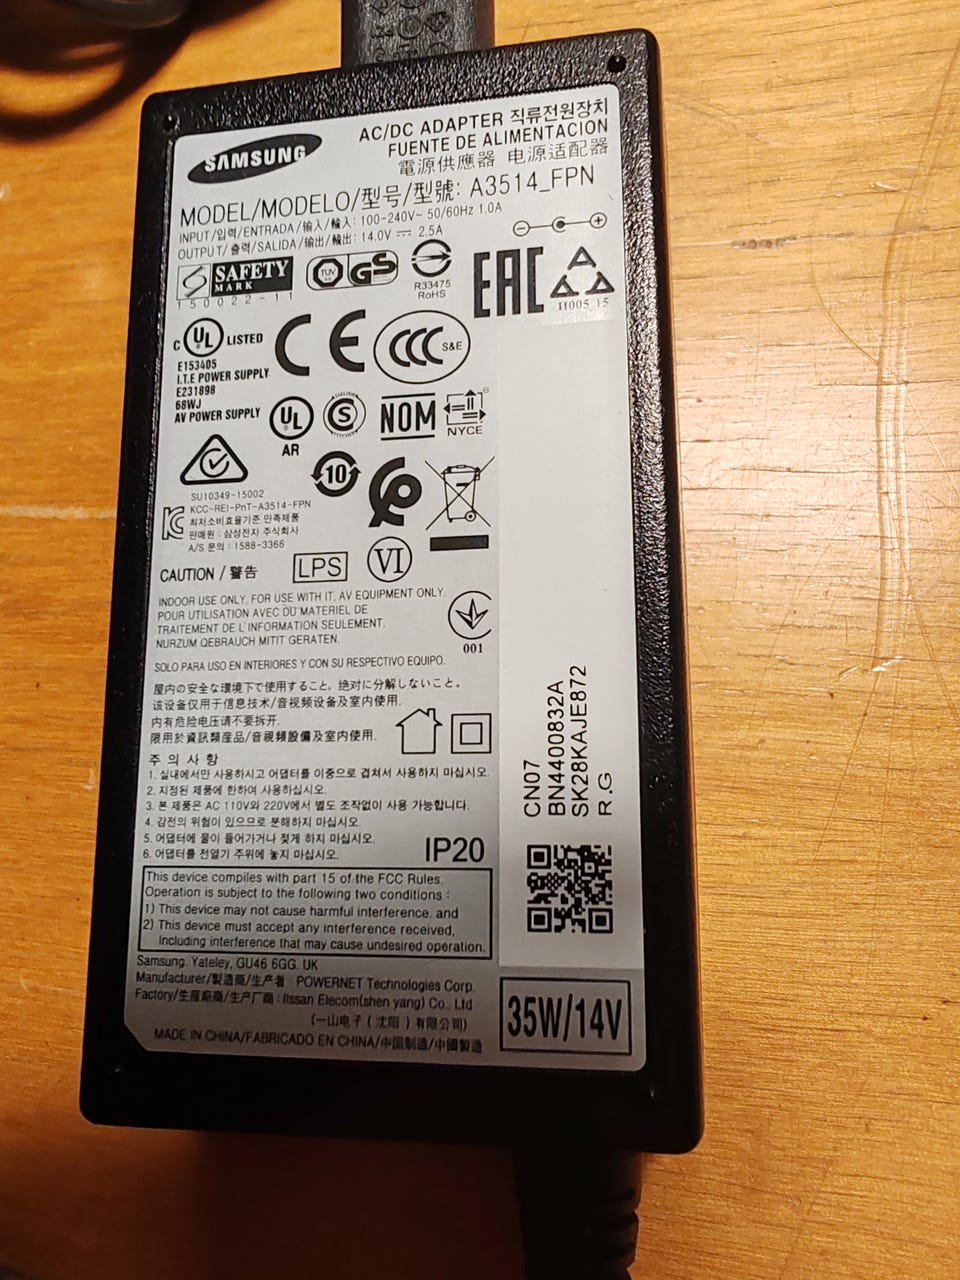 SAMSUNG
AC/DC ADAPTER 직류전원장치
FUENTE DE ALIMENTACION
電源供應器 电源适配器
MODEL/MODELO/型号/型號: A3514_FPN
INPUT/입력/ENTRADA/输入/輸入: 100-240V~ 50/60Hz 1.0A
OUTPUT/출력/SALIDA/输出/輸出: 14.0V ⎓ 2.5A
SAFETY
MARK
150022-11
TUV
GS
R33475
RoHS
EAC
И005-15
C UL LISTED
E153405
I.T.E POWER SUPPLY
E231898
68WJ
AV POWER SUPPLY
CE
CCC S&E
UL
AR
S
NOM
NYCE
10
SU10349-15002
KCC-REI-PnT-A3514-FPN
최저소비효율기준 만족제품
판매원 : 삼성전자 주식회사
A/S 문의 : 1588-3366
CAUTION / 警告
LPS
VI
INDOOR USE ONLY. FOR USE WITH IT, AV EQUIPMENT ONLY.
POUR UTILISATION AVEC DU MATERIEL DE
TRAITEMENT DE L'INFORMATION SEULEMENT.
NURZUM QEBRAUCH MITIT GERATEN.
001
SOLO PARA USO EN INTERIORES Y CON SU RESPECTIVO EQUIPO.
屋内の安全な環境下で使用すること。絶対に分解しないこと。
该设备仅用于信息技术/音视频设备及室内使用.
内有危险电压请不要拆开.
限用於資訊類產品/音視頻設備及室内使用.
주 의 사 항
1. 실내에서만 사용하시고 어댑터를 이중으로 겹쳐서 사용하지 마십시오.
2. 지정된 제품에 한하여 사용하십시오.
3. 본 제품은 AC 110V와 220V에서 별도 조작없이 사용 가능합니다.
4. 감전의 위험이 있으므로 분해하지 마십시오.
5. 어댑터에 물이 들어가거나 젖게 하지 마십시오.
6. 어댑터를 전열기 주위에 놓지 마십시오.
IP20
This device complies with part 15 of the FCC Rules.
Operation is subject to the following two conditions :
1) This device may not cause harmful interference, and
2) This device must accept any interference received,
Including interference that may cause undesired operation.
Samsung. Yateley, GU46 6GG. UK
Manufacturer/製造商/生产者 : POWERNET Technologies Corp.
Factory/生產廠商/生产厂商 : Ilssan Elecom(shen yang) Co., Ltd
(一山电子(沈阳)有限公司)
MADE IN CHINA/FABRICADO EN CHINA/中国制造/中國製造
CN07
BN4400832A
SK28KAJE872
R.G
35W/14V